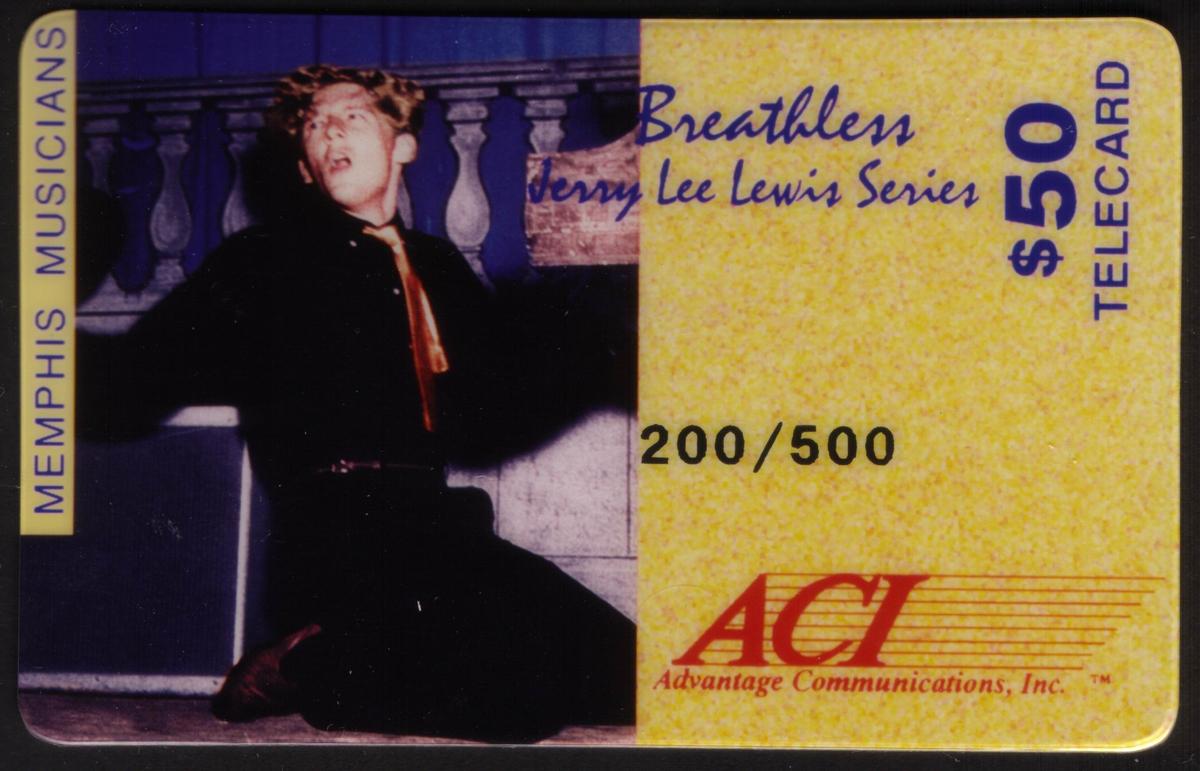 MEMPHIS MUSICIANS
Breathless
Jerry Lee Lewis Series
$50
TELECARD
200/500
ACI
Advantage Communications, Inc. ™